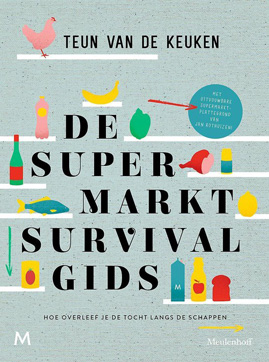 TEUN VAN DE KEUKEN
MET
UITVOUWBARE
SUPERMARKT-
PLATTEGROND
VAN
JAN ROTHUIZEN!
DE
SUPER
MARKT
SURVIVAL
GIDS
HOE OVERLEEF JE DE TOCHT LANGS DE SCHAPPEN
M
Meulenhoff